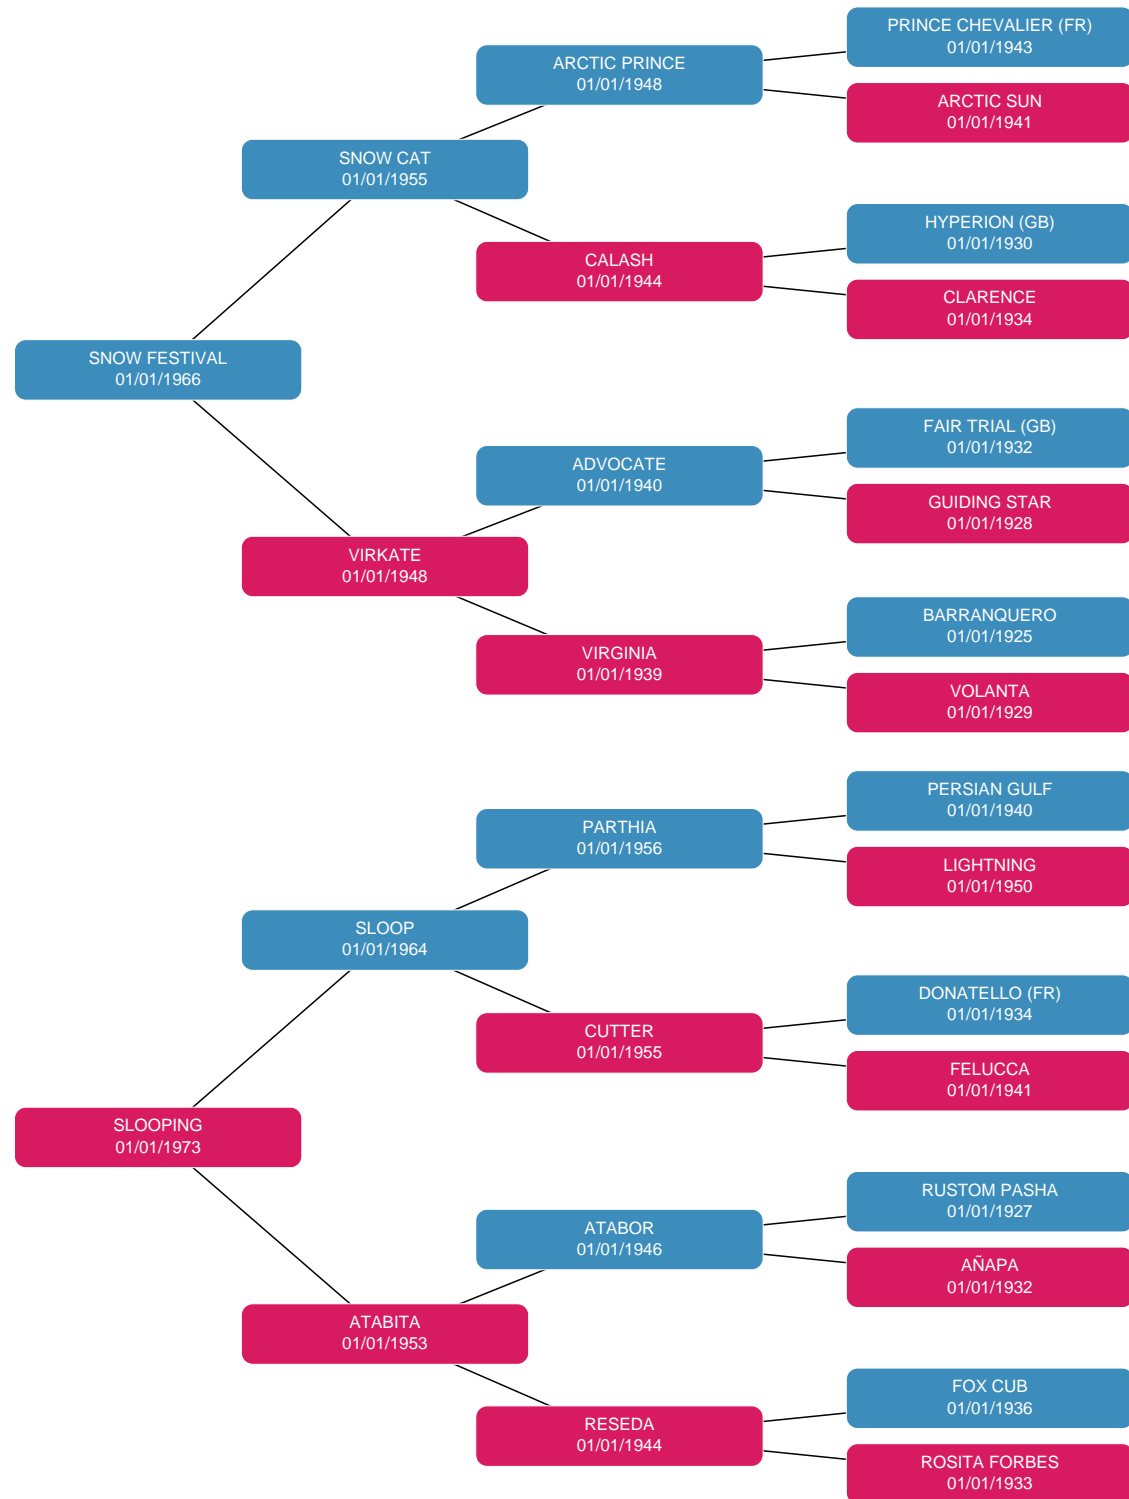 PRINCE CHEVALIER (FR)
01/01/1943
ARCTIC PRINCE
01/01/1948
ARCTIC SUN
01/01/1941
SNOW CAT
01/01/1955
HYPERION (GB)
01/01/1930
CALASH
01/01/1944
CLARENCE
01/01/1934
SNOW FESTIVAL
01/01/1966
FAIR TRIAL (GB)
01/01/1932
ADVOCATE
01/01/1940
GUIDING STAR
01/01/1928
VIRKATE
01/01/1948
BARRANQUERO
01/01/1925
VIRGINIA
01/01/1939
VOLANTA
01/01/1929
PERSIAN GULF
01/01/1940
PARTHIA
01/01/1956
LIGHTNING
01/01/1950
SLOOP
01/01/1964
DONATELLO (FR)
01/01/1934
CUTTER
01/01/1955
FELUCCA
01/01/1941
SLOOPING
01/01/1973
RUSTOM PASHA
01/01/1927
ATABOR
01/01/1946
AÑAPA
01/01/1932
ATABITA
01/01/1953
FOX CUB
01/01/1936
RESEDA
01/01/1944
ROSITA FORBES
01/01/1933